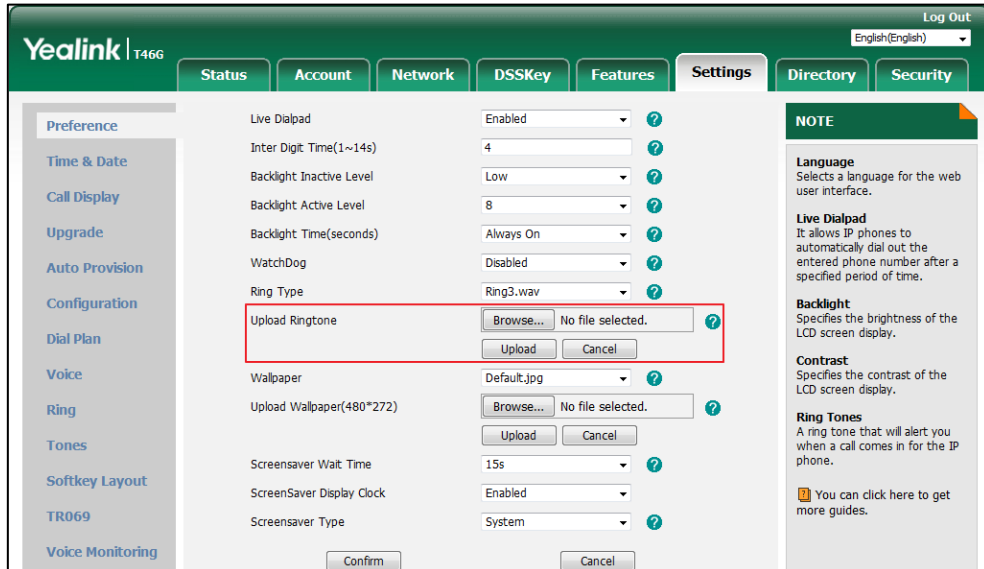 Log Out
Yealink T46G
English(English)
Status Account Network DSSKey Features Settings Directory Security
Preference
Time & Date
Call Display
Upgrade
Auto Provision
Configuration
Dial Plan
Voice
Ring
Tones
Softkey Layout
TR069
Voice Monitoring
Live Dialpad Enabled ?
Inter Digit Time(1~14s) 4 ?
Backlight Inactive Level Low ?
Backlight Active Level 8 ?
Backlight Time(seconds) Always On ?
WatchDog Disabled ?
Ring Type Ring3.wav ?
Upload Ringtone Browse... No file selected. ?
Upload Cancel
Wallpaper Default.jpg ?
Upload Wallpaper(480*272) Browse... No file selected. ?
Upload Cancel
Screensaver Wait Time 15s ?
ScreenSaver Display Clock Enabled
Screensaver Type System ?
Confirm Cancel
NOTE
Language
Selects a language for the web
user interface.
Live Dialpad
It allows IP phones to
automatically dial out the
entered phone number after a
specified period of time.
Backlight
Specifies the brightness of the
LCD screen display.
Contrast
Specifies the contrast of the
LCD screen display.
Ring Tones
A ring tone that will alert you
when a call comes in for the IP
phone.
? You can click here to get
more guides.